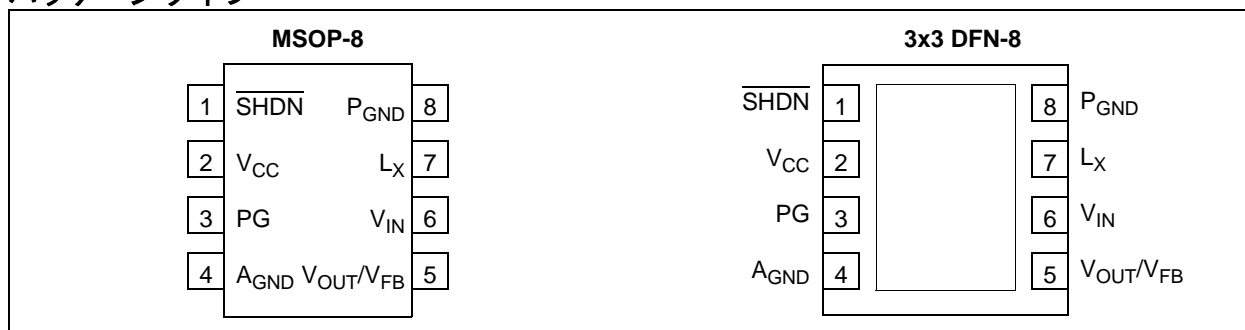 MSOP-8
1 SHDN PGND 8
2 VCC LX 7
3 PG VIN 6
4 AGND VOUT/VFB 5
3x3 DFN-8
SHDN 1 8 PGND
VCC 2 7 LX
PG 3 6 VIN
AGND 4 5 VOUT/VFB